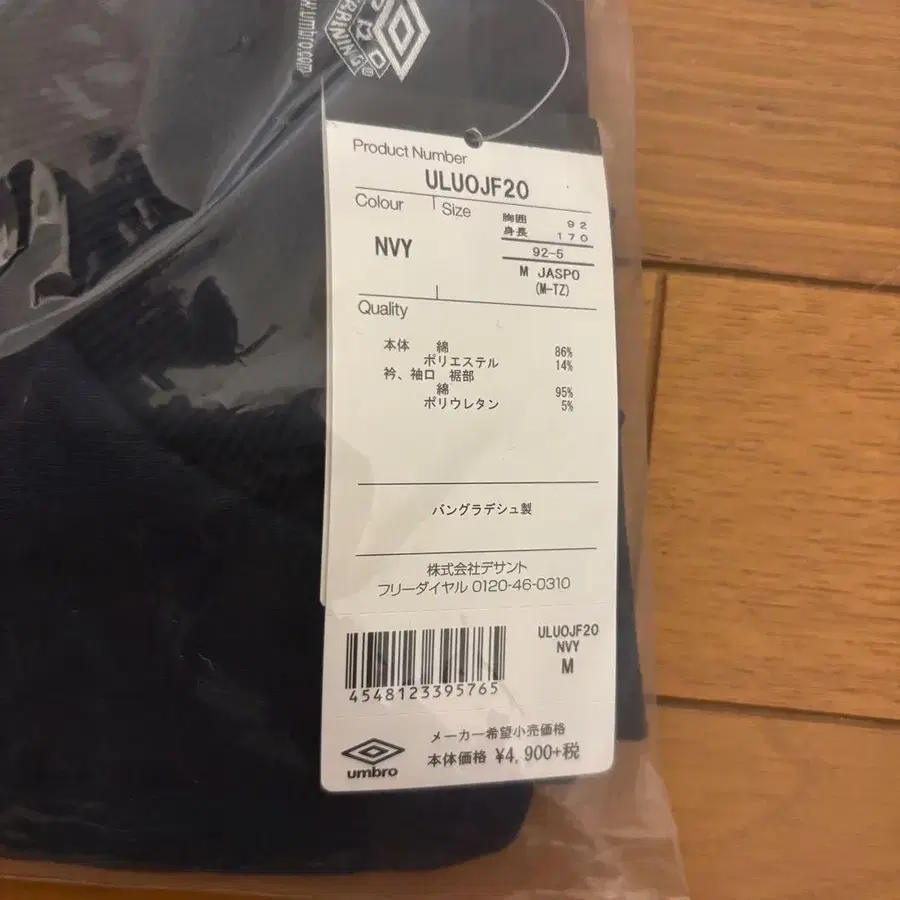 w.umbro.com
TRAINING
Product Number
ULUOJF20
Colour
Size
胸囲 92
身長 170
92-5
NVY
M JASPO
(M-TZ)
Quality
本体 綿 86%
ポリエステル 14%
衿、袖口 裾部
綿 95%
ポリウレタン 5%
バングラデシュ製
株式会社デサント
フリーダイヤル 0120-46-0310
ULUOJF20
NVY
M
4548123395765
メーカー希望小売価格
本体価格 ¥4,900+税
umbro